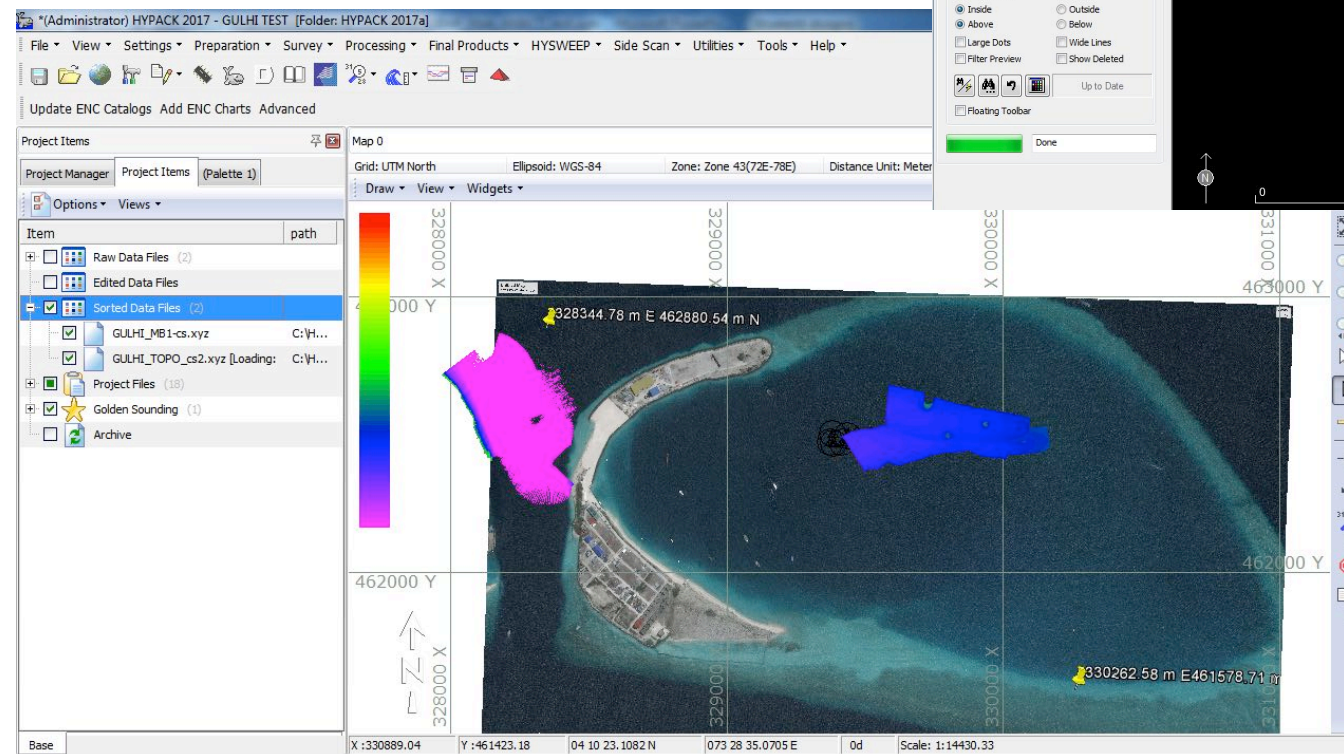 *(Administrator) HYPACK 2017 - GULHI TEST [Folder: HYPACK 2017a]
File View Settings Preparation Survey Processing Final Products HYSWEEP Side Scan Utilities Tools Help
Update ENC Catalogs Add ENC Charts Advanced
Inside Outside
Above Below
Large Dots Wide Lines
Filter Preview Show Deleted
Up to Date
Floating Toolbar
Done
N
0
Project Items
Project Manager Project Items (Palette 1)
Options Views
Item path
Raw Data Files (2)
Edited Data Files
Sorted Data Files (2)
GULHI_MB1-cs.xyz C:\H...
GULHI_TOPO_cs2.xyz [Loading: C:\H...
Project Files (18)
Golden Sounding (1)
Archive
Base
Map 0
Grid: UTM North Ellipsoid: WGS-84 Zone: Zone 43(72E-78E) Distance Unit: Meter
Draw View Widgets
328000 X
329000 X
330000 X
331000 X
463000 Y
328344.78 m E 462880.54 m N
462000 Y
462000 Y
N
328000 X
329000 X
330000 X
330262.58 m E461578.71 m
X :330889.04 Y :461423.18 04 10 23.1082 N 073 28 35.0705 E 0d Scale: 1:14430.33